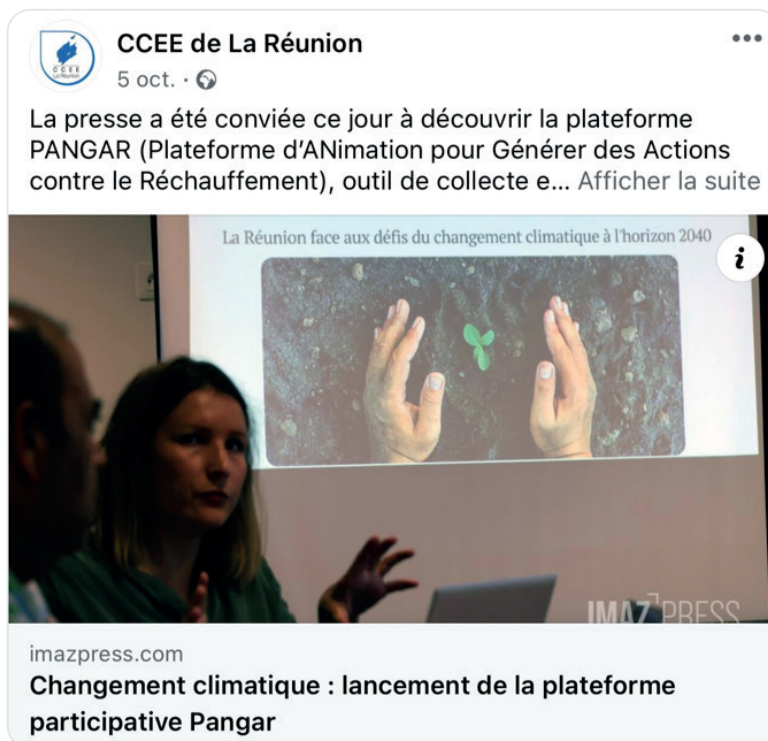 CCEE de La Réunion
5 oct. ·
La presse a été conviée ce jour à découvrir la plateforme
PANGAR (Plateforme d'ANimation pour Générer des Actions
contre le Réchauffement), outil de collecte e... Afficher la suite
La Réunion face aux défis du changement climatique à l'horizon 2040
IMAZ PRESS
imazpress.com
Changement climatique : lancement de la plateforme
participative Pangar